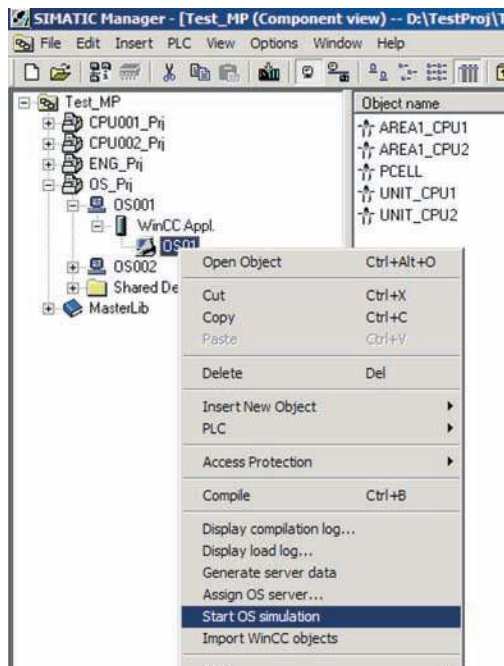 SIMATIC Manager - [Test_MP (Component view) -- D:\TestProj\T
File Edit Insert PLC View Options Window Help
Test_MP
CPU001_Prj
CPU002_Prj
ENG_Prj
OS_Prj
OS001
WinCC Appl.
OS01
OS002
Shared De
MasterLib
Object name
AREA1_CPU1
AREA1_CPU2
PCELL
UNIT_CPU1
UNIT_CPU2
Open Object Ctrl+Alt+O
Cut Ctrl+X
Copy Ctrl+C
Paste Ctrl+V
Delete Del
Insert New Object
PLC
Access Protection
Compile Ctrl+B
Display compilation log...
Display load log...
Generate server data
Assign OS server...
Start OS simulation
Import WinCC objects